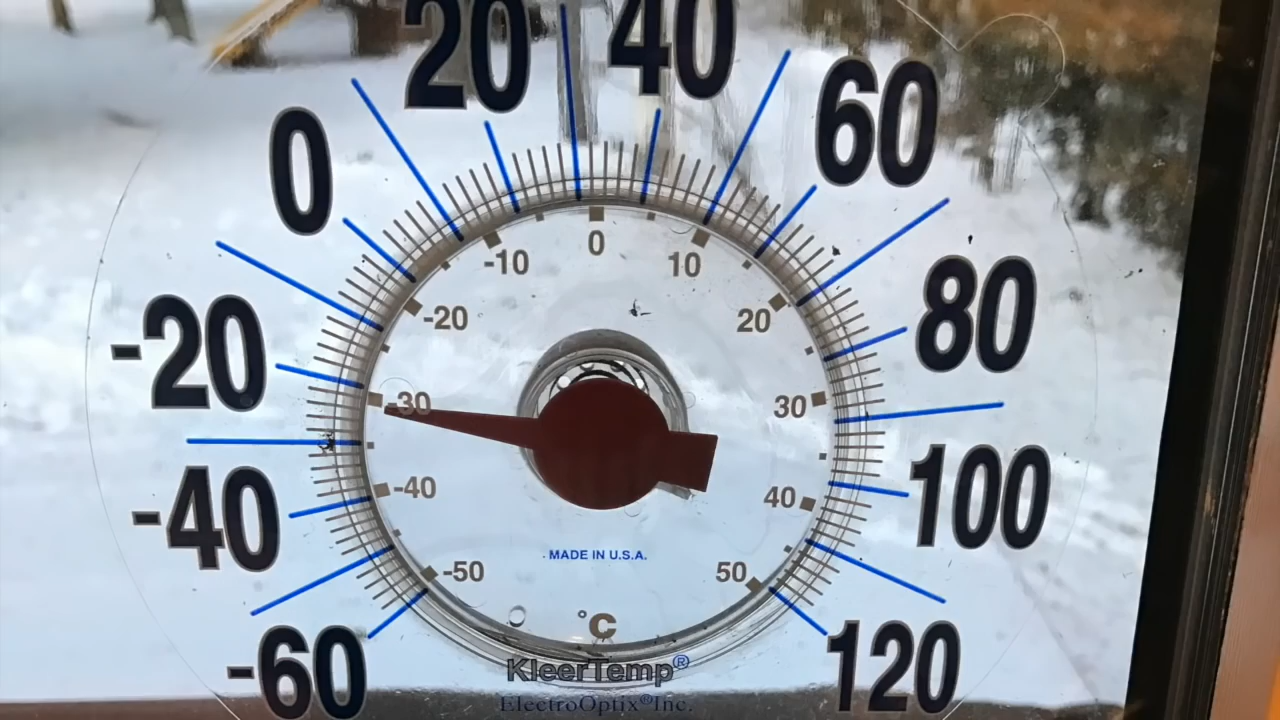 20 40
0 60
0
-10 10
-20 20
-20 80
-30 30
-40 40
-40 100
MADE IN U.S.A.
-50 50
°C
-60 120
KleerTemp®
ElectroOptix®Inc.